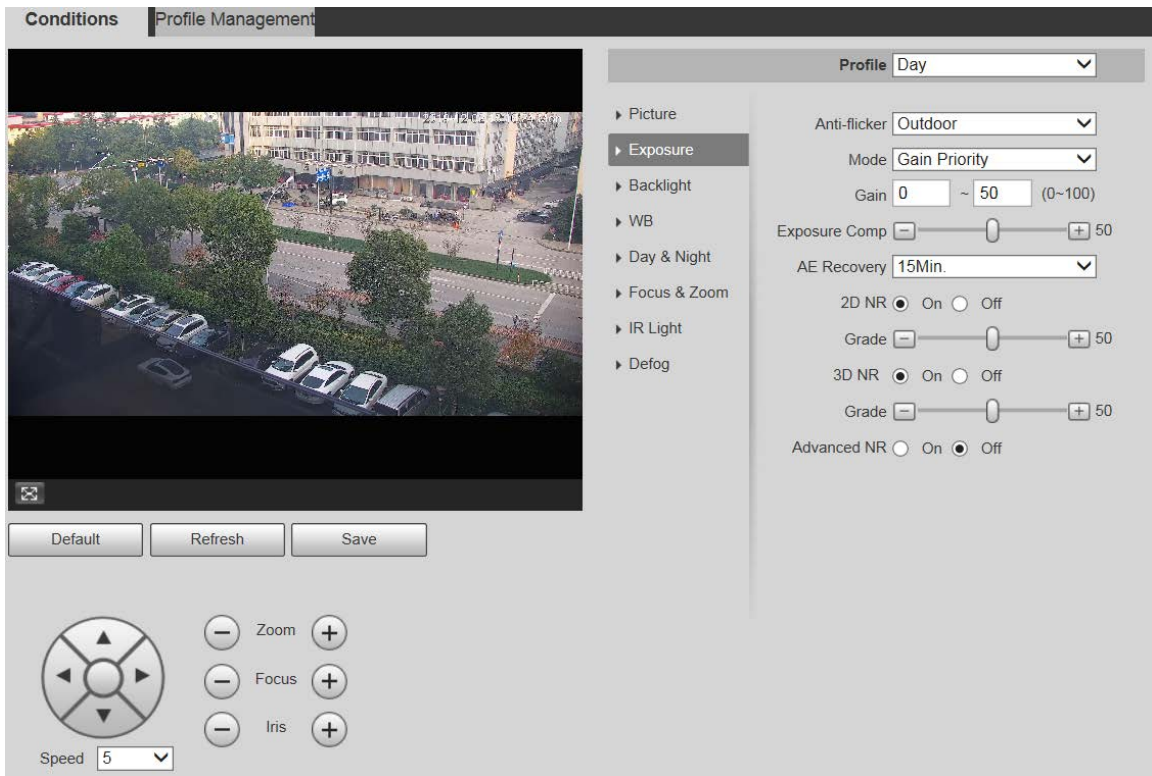 Conditions Profile Management
Profile Day
Picture
Exposure
Backlight
WB
Day & Night
Focus & Zoom
IR Light
Defog
Anti-flicker Outdoor
Mode Gain Priority
Gain 0 ~ 50 (0~100)
Exposure Comp 50
AE Recovery 15Min.
2D NR On Off
Grade 50
3D NR On Off
Grade 50
Advanced NR On Off
Default Refresh Save
Zoom
Focus
Iris
Speed 5